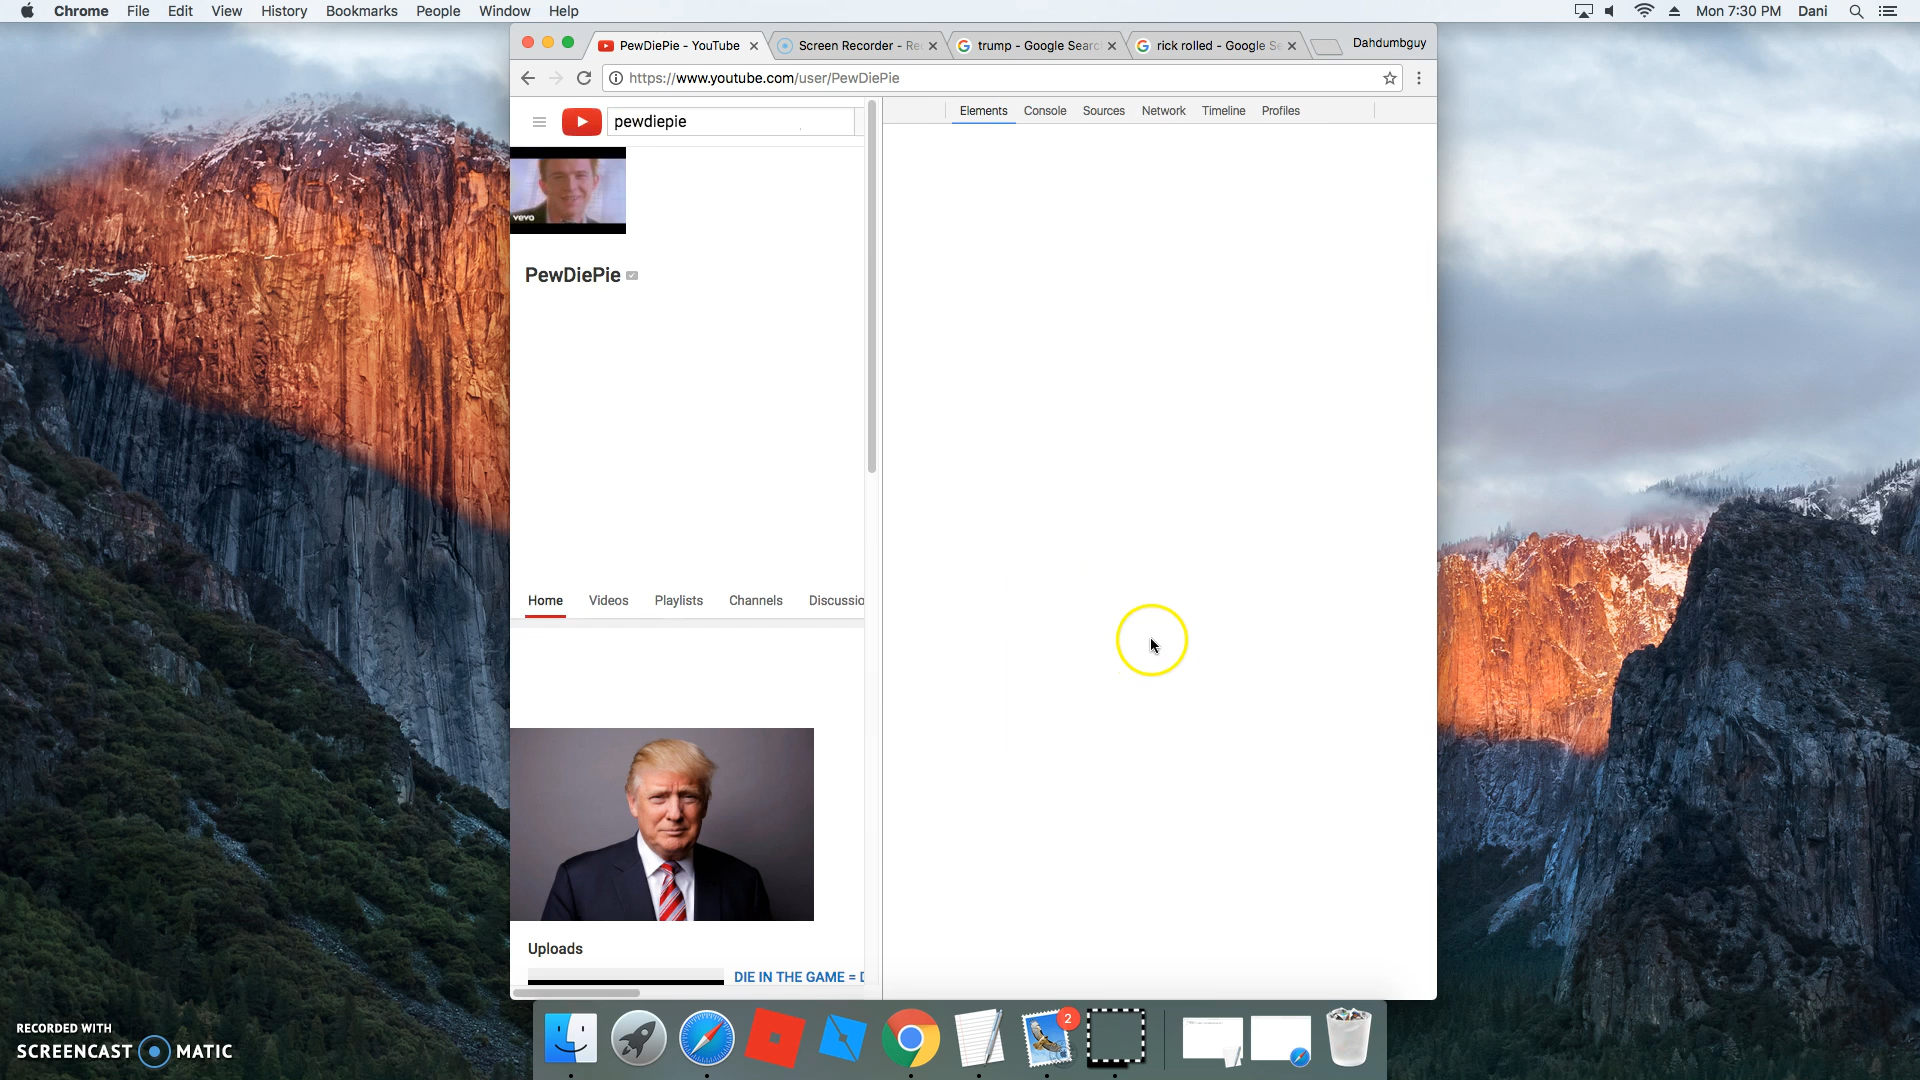 Chrome File Edit View History Bookmarks People Window Help
Mon 7:30 PM Dani
PewDiePie - YouTube
Screen Recorder - Re
trump - Google Searc
rick rolled - Google Se
Dahdumbguy
https://www.youtube.com/user/PewDiePie
Elements Console Sources Network Timeline Profiles
pewdiepie
vevo
PewDiePie
Home Videos Playlists Channels Discussio
Uploads
DIE IN THE GAME =
2
RECORDED WITH
SCREENCAST MATIC